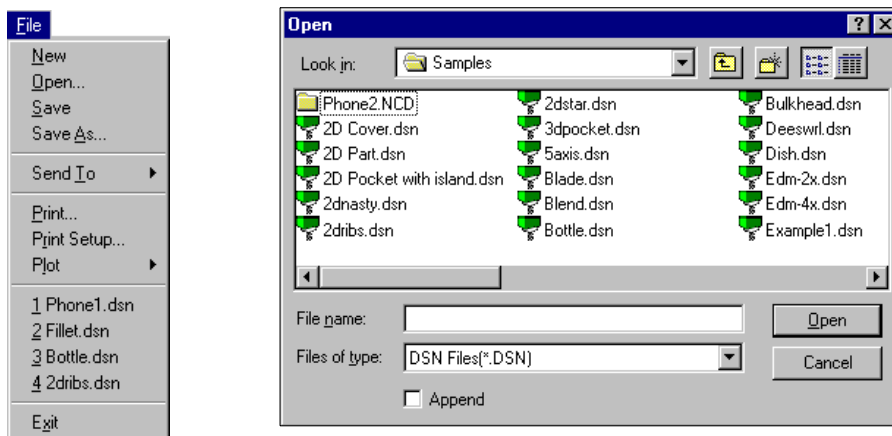 File
New
Open...
Save
Save As...
Send To
Print...
Print Setup...
Plot
1 Phone1.dsn
2 Fillet.dsn
3 Bottle.dsn
4 2dribs.dsn
Exit
Open
Look in: Samples
Phone2.NCD 2dstar.dsn Bulkhead.dsn
2D Cover.dsn 3dpocket.dsn Deeswrl.dsn
2D Part.dsn 5axis.dsn Dish.dsn
2D Pocket with island.dsn Blade.dsn Edm-2x.dsn
2dnasty.dsn Blend.dsn Edm-4x.dsn
2dribs.dsn Bottle.dsn Example1.dsn
File name: Open
Files of type: DSN Files(*.DSN) Cancel
Append